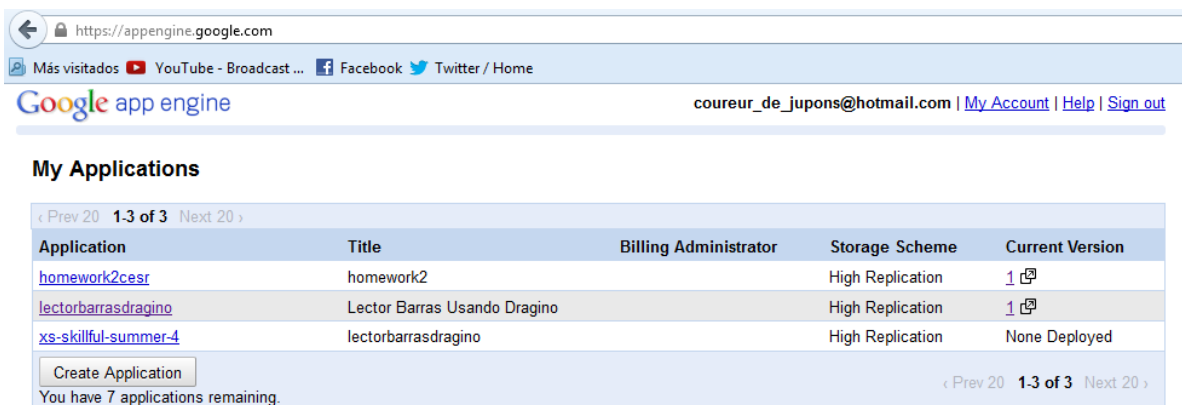 https://appengine.google.com
Más visitados YouTube - Broadcast ... Facebook Twitter / Home
Google app engine coureur_de_jupons@hotmail.com | My Account | Help | Sign out
My Applications
‹ Prev 20 1-3 of 3 Next 20 ›
Application Title Billing Administrator Storage Scheme Current Version
homework2cesr homework2 High Replication 1
lectorbarrasdragino Lector Barras Usando Dragino High Replication 1
xs-skillful-summer-4 lectorbarrasdragino High Replication None Deployed
Create Application
‹ Prev 20 1-3 of 3 Next 20 ›
You have 7 applications remaining.